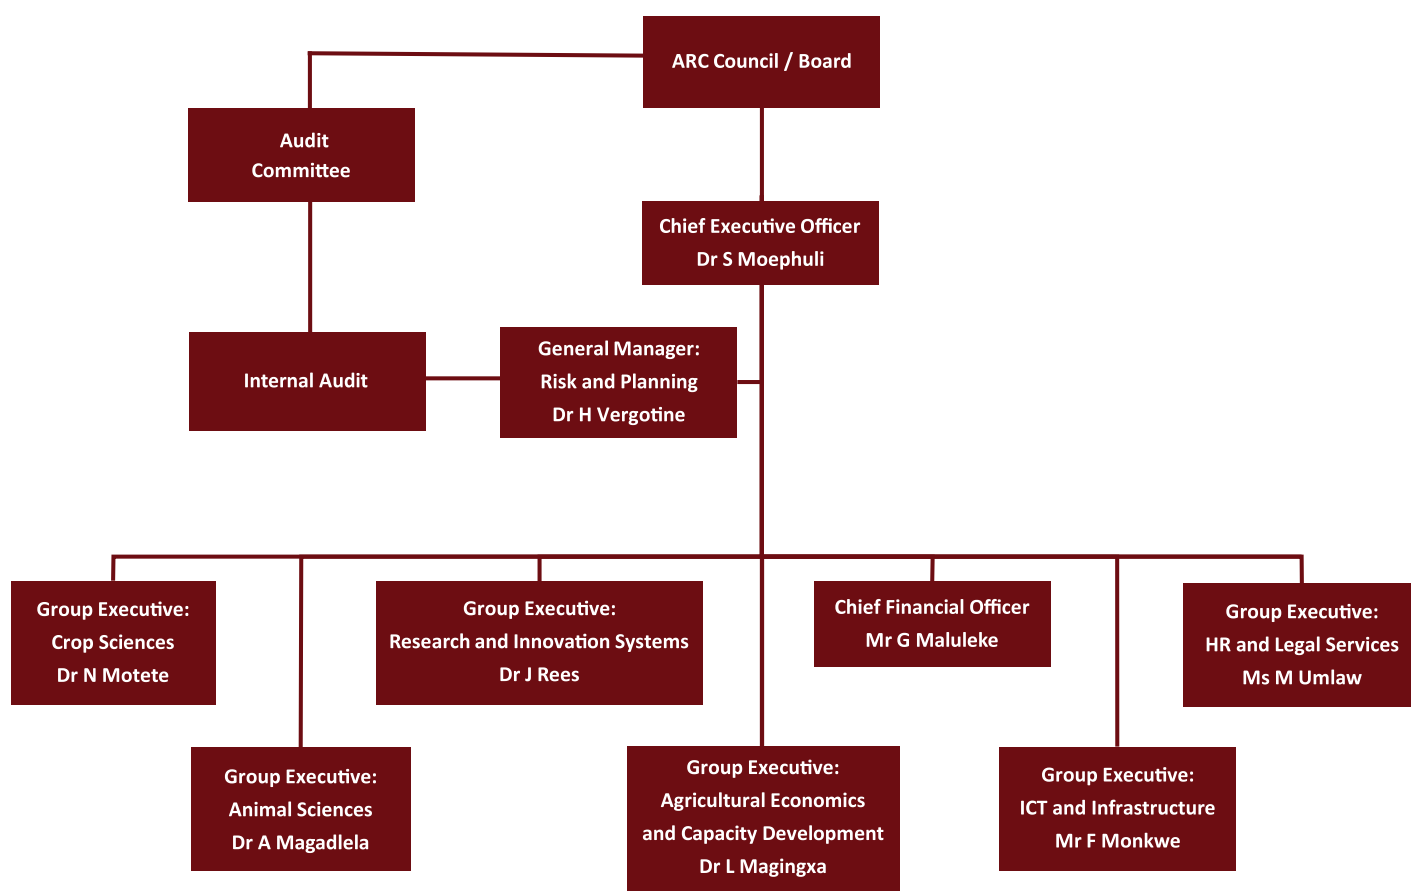 ARC Council / Board
Audit
Committee
Chief Executive Officer
Dr S Moephuli
Internal Audit
General Manager:
Risk and Planning
Dr H Vergotine
Group Executive:
Crop Sciences
Dr N Motete
Group Executive:
Research and Innovation Systems
Dr J Rees
Chief Financial Officer
Mr G Maluleke
Group Executive:
HR and Legal Services
Ms M Umlaw
Group Executive:
Animal Sciences
Dr A Magadlela
Group Executive:
Agricultural Economics
and Capacity Development
Dr L Magingxa
Group Executive:
ICT and Infrastructure
Mr F Monkwe